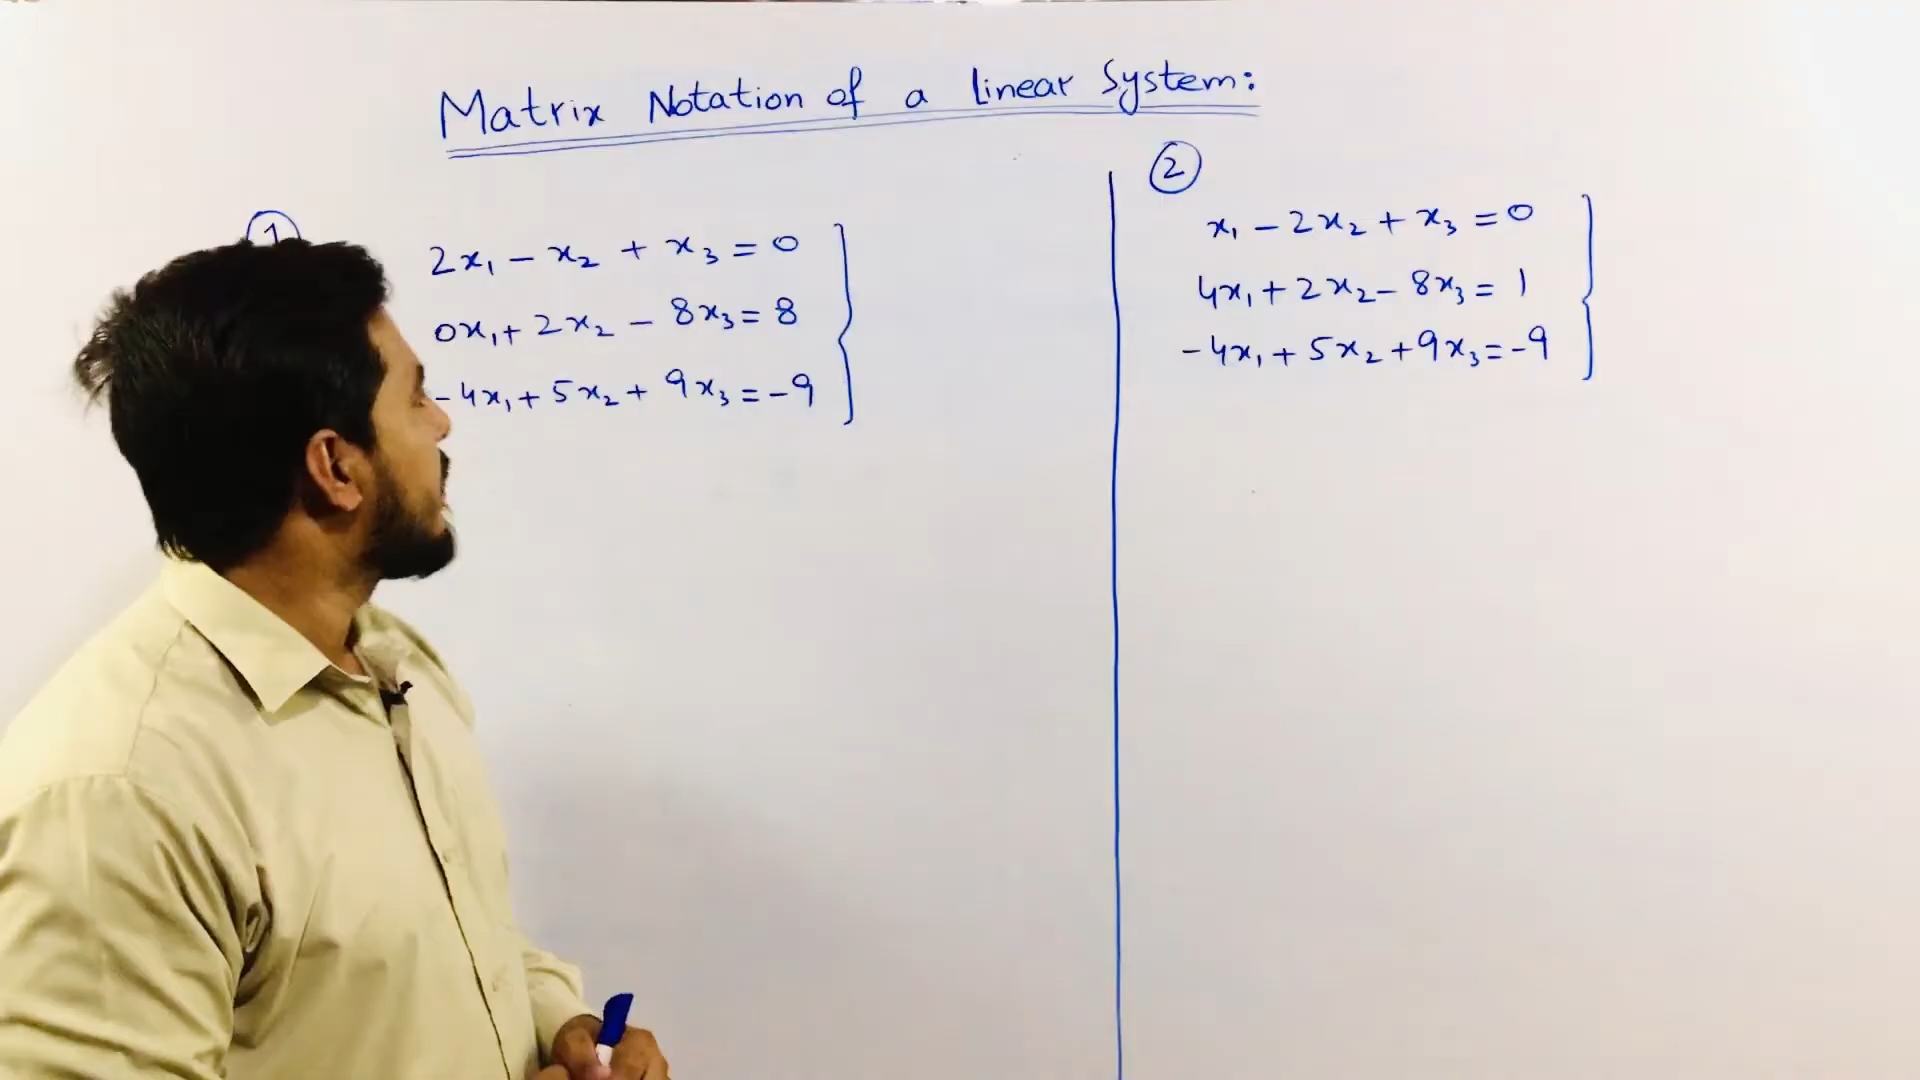 Matrix Notation of a Linear System:
1
2x₁ - x₂ + x₃ = 0
0x₁ + 2x₂ - 8x₃ = 8
-4x₁ + 5x₂ + 9x₃ = -9
2
x₁ - 2x₂ + x₃ = 0
4x₁ + 2x₂ - 8x₃ = 1
-4x₁ + 5x₂ + 9x₃ = -9